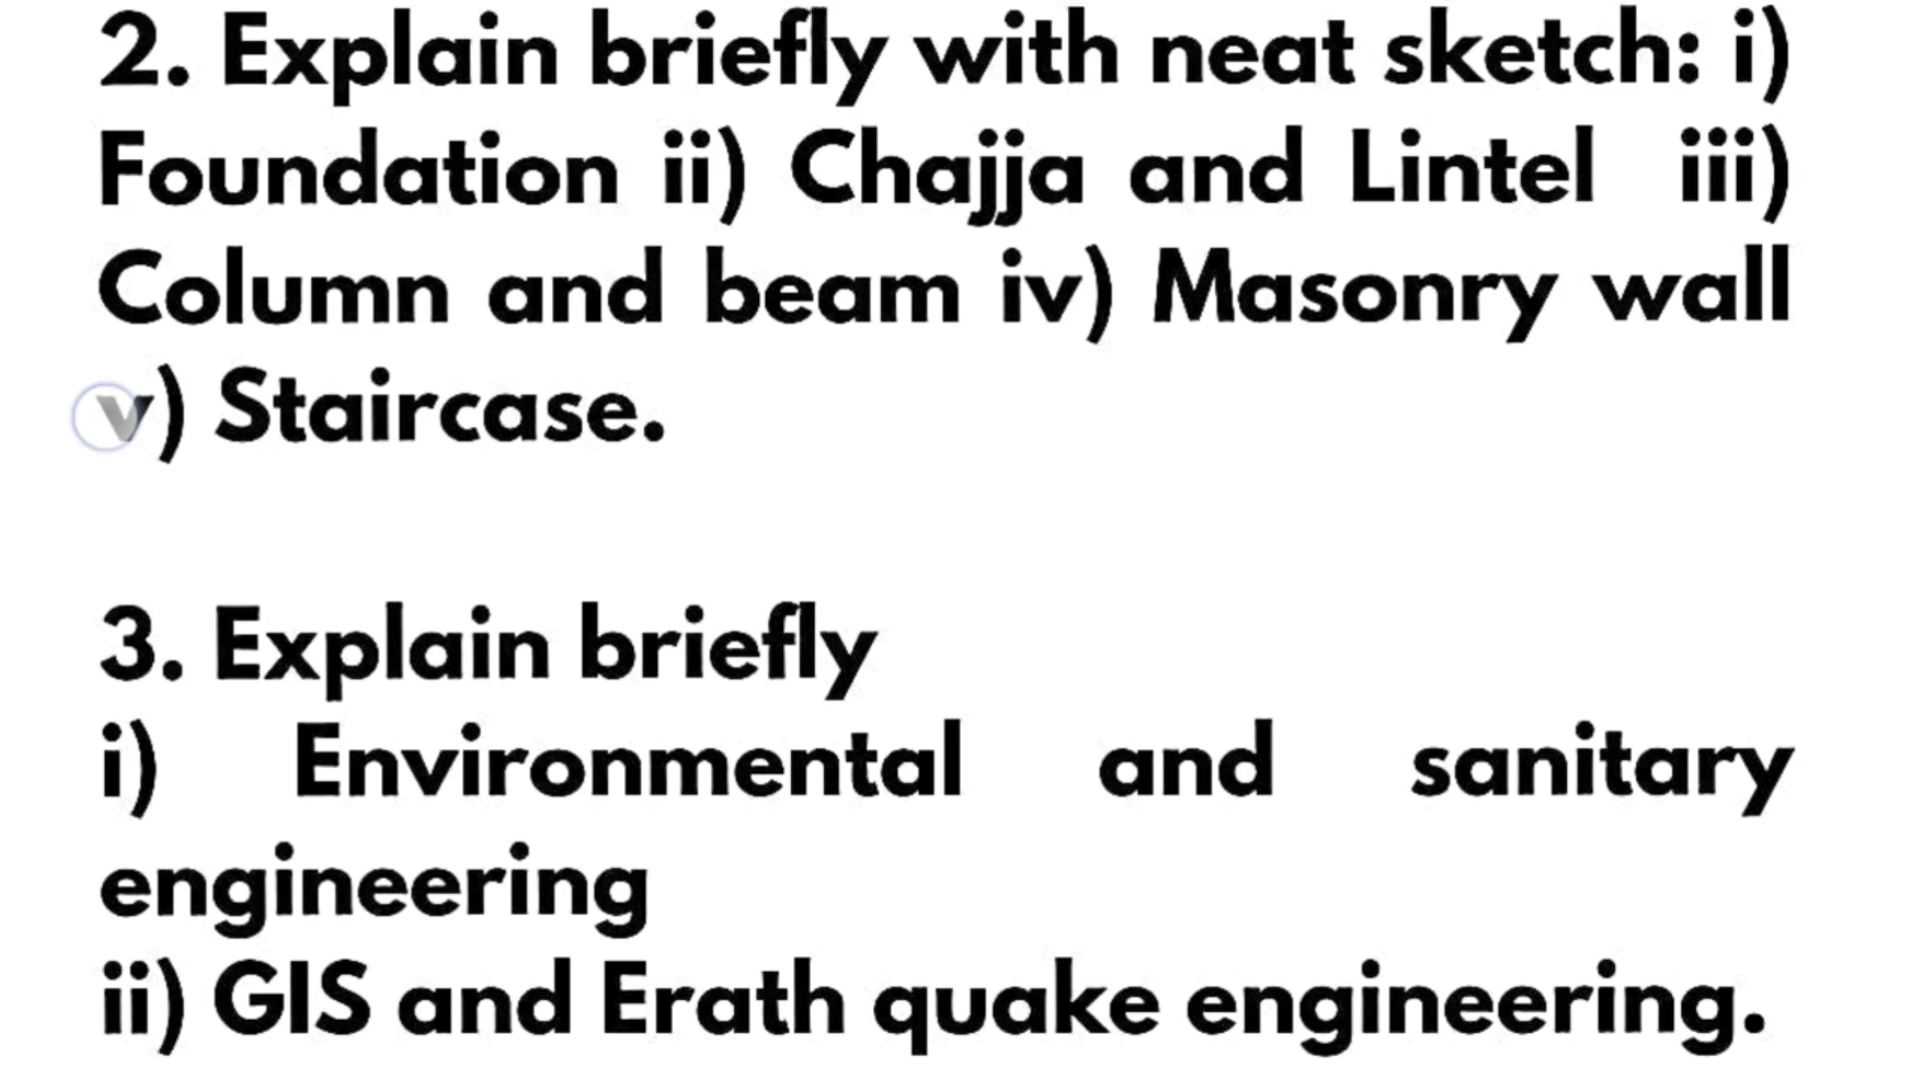 2. Explain briefly with neat sketch: i)
Foundation ii) Chajja and Lintel iii)
Column and beam iv) Masonry wall
v) Staircase.
3. Explain briefly
i) Environmental and sanitary
engineering
ii) GIS and Erath quake engineering.